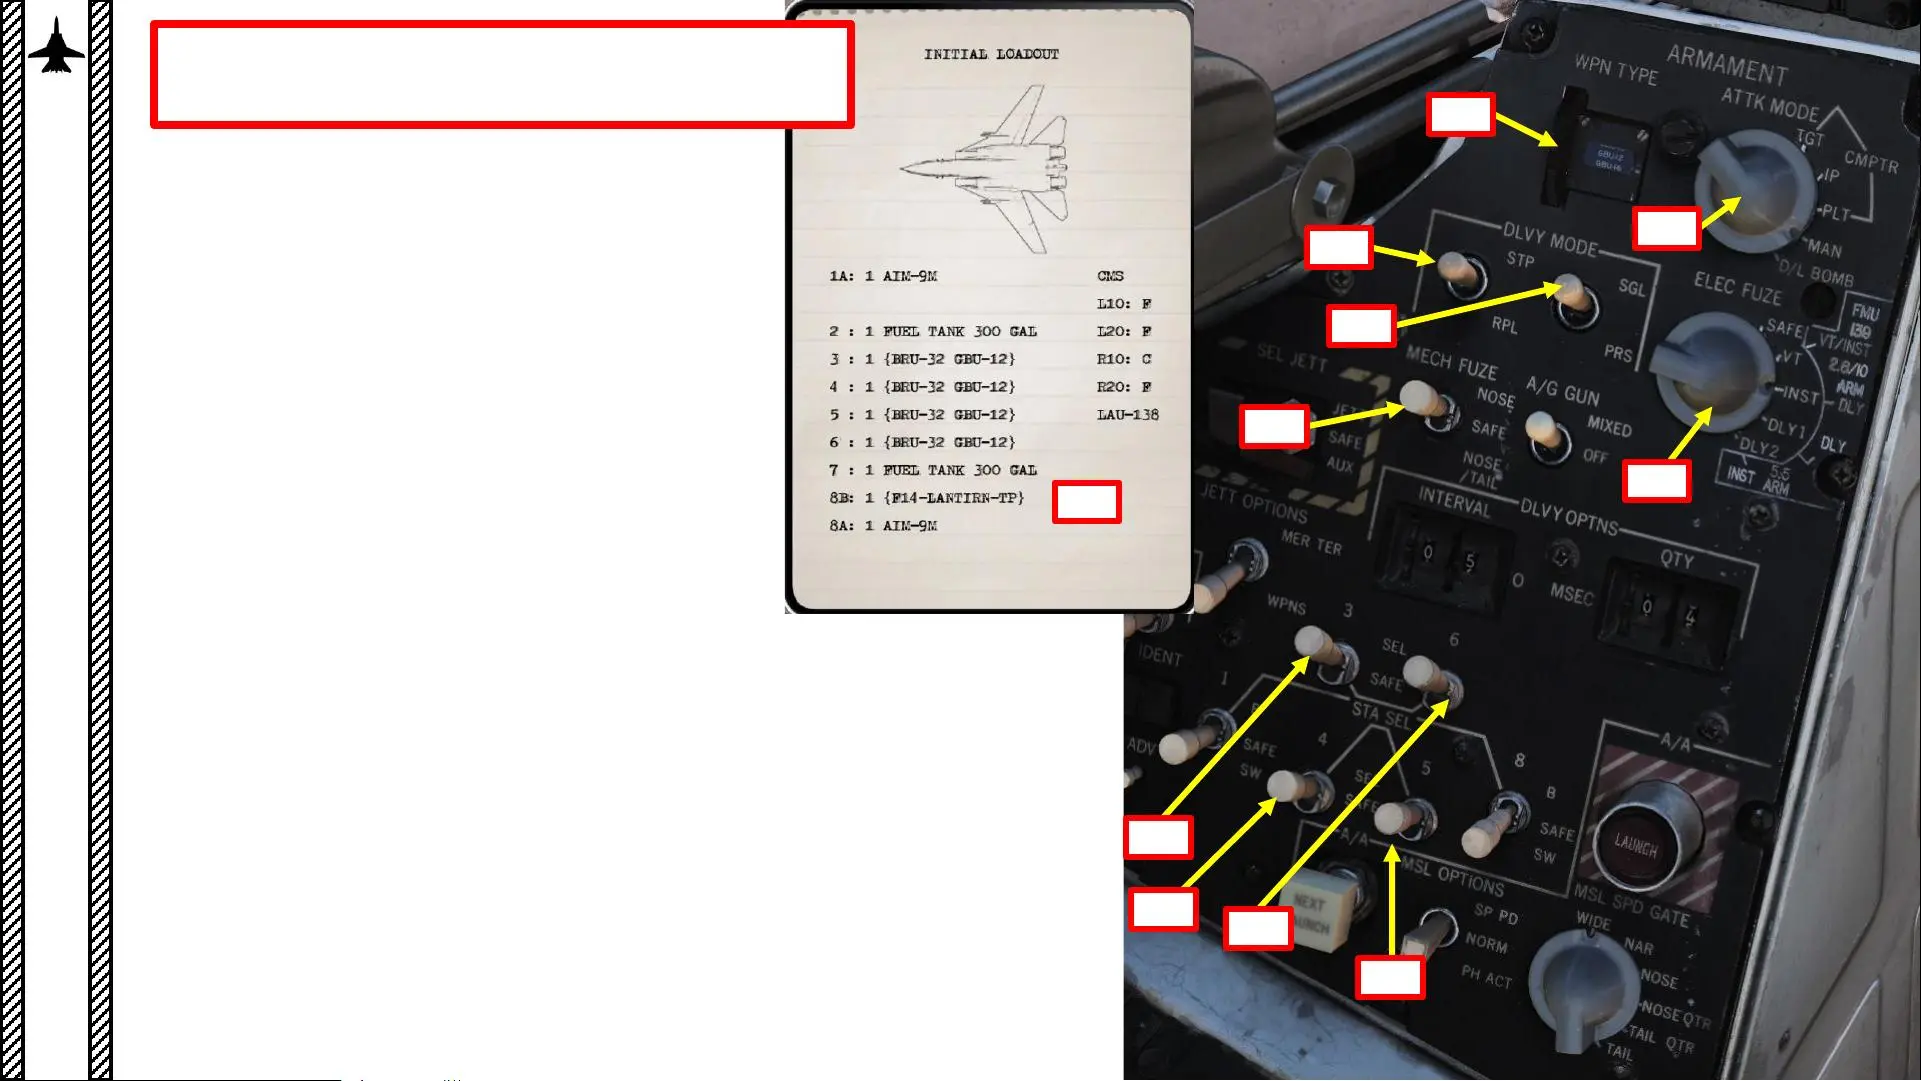 INITIAL LOADOUT
1A: 1 AIM-9M
CMS
L10: F
2 : 1 FUEL TANK 300 GAL
L20: F
3 : 1 {BRU-32 GBU-12}
R10: C
4 : 1 {BRU-32 GBU-12}
R20: F
5 : 1 {BRU-32 GBU-12}
LAU-138
6 : 1 {BRU-32 GBU-12}
7 : 1 FUEL TANK 300 GAL
8B: 1 {F14-LANTIRN-TP}
8A: 1 AIM-9M
ARMAMENT
WPN TYPE
ATTK MODE
TGT
CMPTR
IP
PLT
MAN
D/L BOMB
GBU-12
GBU-16
DLVY MODE
STP
SGL
RPL
PRS
ELEC FUZE
SAFE
VT
INST
DLY1
DLY2
FMU
139
VT/INST
2.6/10
ARM
DLY
DLY
INST 5.5
ARM
SEL JETT
JETT
SAFE
AUX
MECH FUZE
NOSE
SAFE
NOSE
/TAIL
A/G GUN
MIXED
OFF
JETT OPTIONS
MER TER
WPNS
INTERVAL
DLVY OPTNS
QTY
0 5
0
MSEC
0 4
IDENT
3
SEL
6
SAFE
STA SEL
1
SAFE
SW
4
SEL
SAFE
5
8
B
SAFE
SW
ADV
A/A
LAUNCH
A/A
MSL OPTIONS
NEXT
LAUNCH
SP PD
NORM
PH ACT
MSL SPD GATE
WIDE
NAR
NOSE
NOSE QTR
TAIL QTR
TAIL